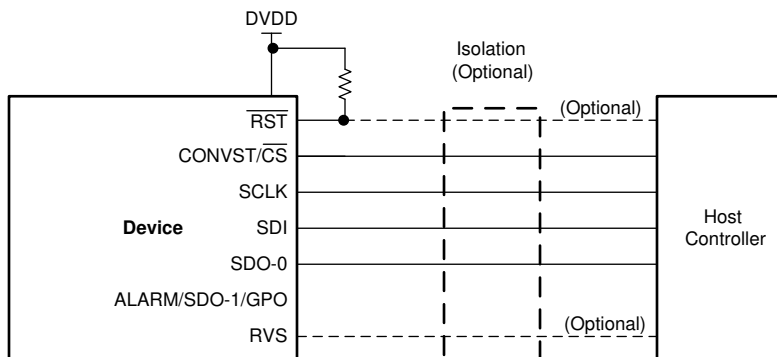 DVDD
Isolation
(Optional)
RST
(Optional)
CONVST/CS
SCLK
Device
SDI
Host
Controller
SDO-0
ALARM/SDO-1/GPO
RVS
(Optional)